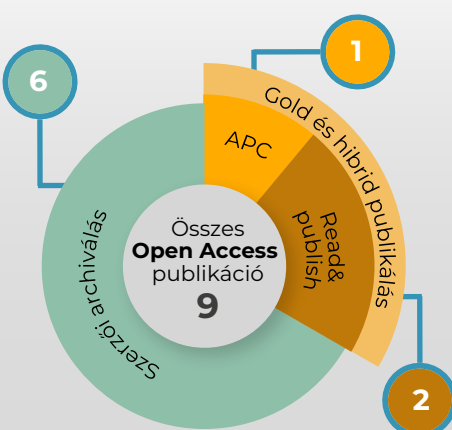 1
6
Gold és hibrid publikálás
APC
Read&
publish
Szerzői archiválás
Összes
Open Access
publikáció
9
2